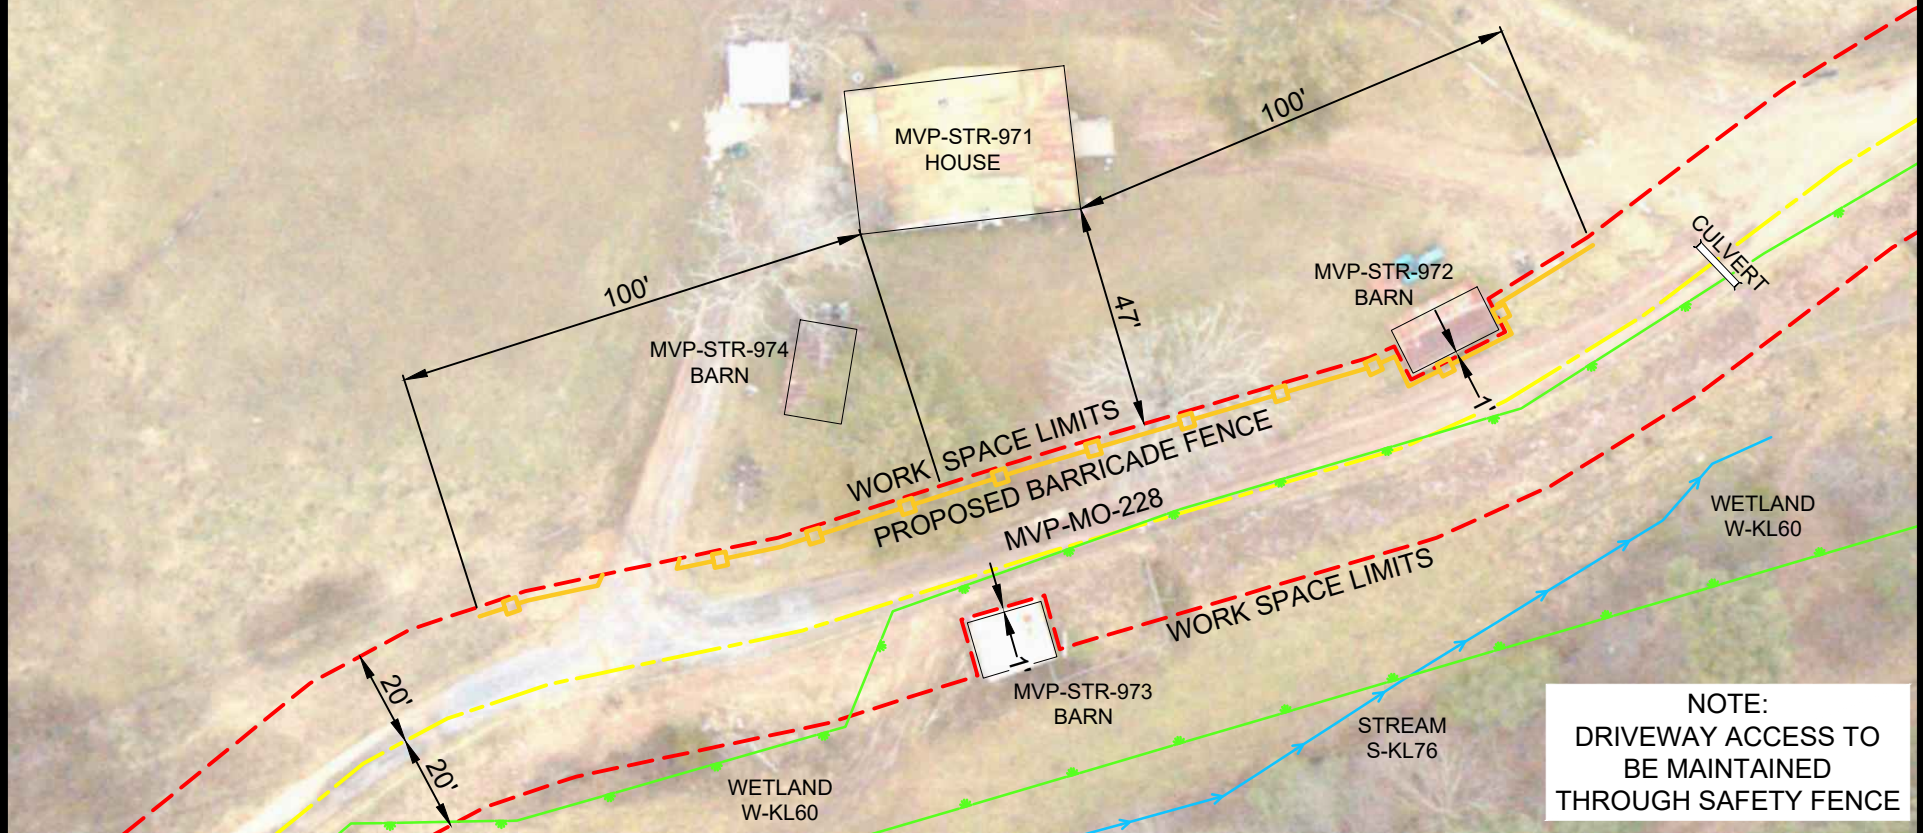 MVP-STR-971
HOUSE
100'
100'
47'
CULVERT
MVP-STR-972
BARN
1'
MVP-STR-974
BARN
WORK SPACE LIMITS
PROPOSED BARRICADE FENCE
MVP-MO-228
WORK SPACE LIMITS
WETLAND
W-KL60
1'
MVP-STR-973
BARN
20'
20'
STREAM
S-KL76
WETLAND
W-KL60
NOTE:
DRIVEWAY ACCESS TO
BE MAINTAINED
THROUGH SAFETY FENCE